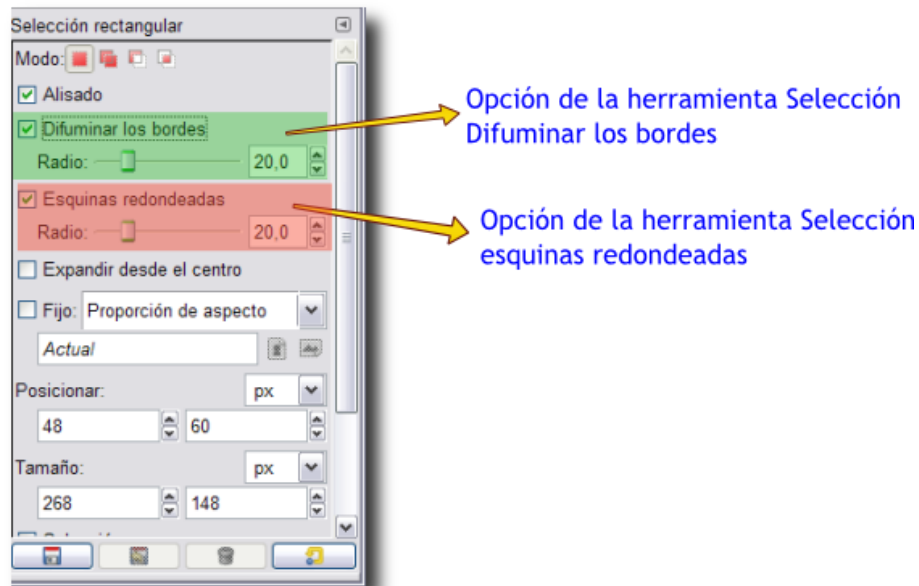 Selección rectangular
Modo:
Alisado
Difuminar los bordes
Radio: 20,0
Esquinas redondeadas
Radio: 20,0
Expandir desde el centro
Fijo: Proporción de aspecto
Actual
Posicionar: px
48 60
Tamaño: px
268 148
Opción de la herramienta Selección
Difuminar los bordes
Opción de la herramienta Selección
esquinas redondeadas